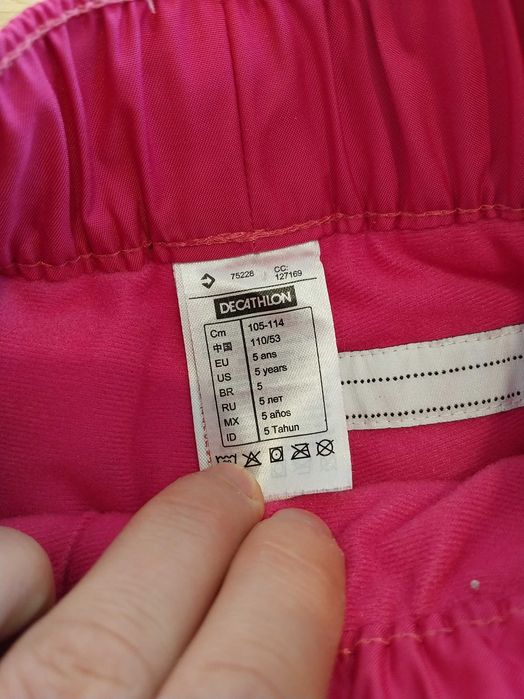 75228 CC:
127169
DECATHLON
Cm 105-114
中国 110/53
EU 5 ans
US 5 years
BR 5
RU 5 лет
MX 5 años
ID 5 Tahun